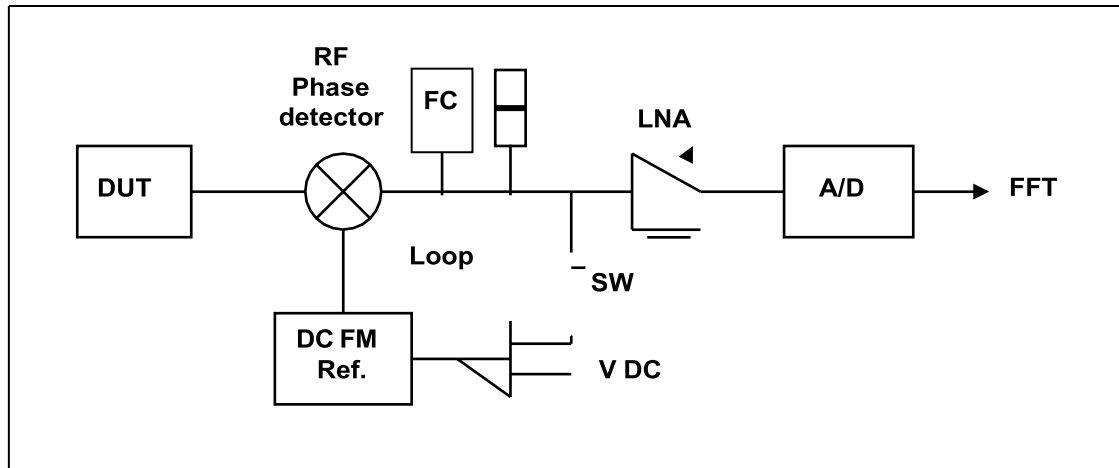 RF
Phase
detector
FC
LNA
DUT
A/D
FFT
Loop
SW
DC FM
Ref.
V DC